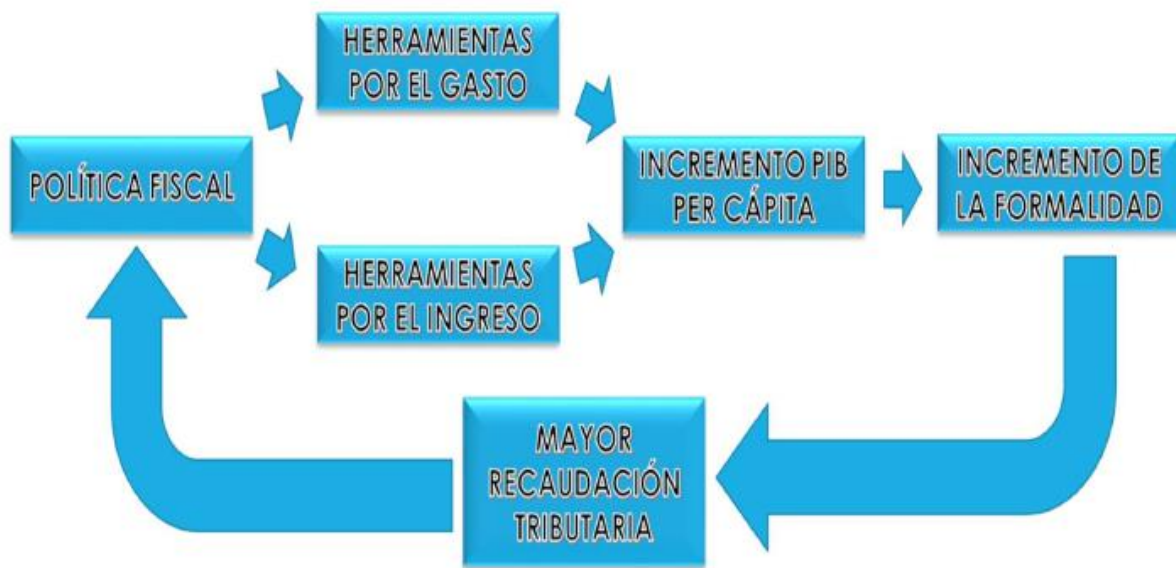 HERRAMIENTAS
POR EL GASTO
POLÍTICA FISCAL
INCREMENTO PIB
PER CÁPITA
INCREMENTO DE
LA FORMALIDAD
HERRAMIENTAS
POR EL INGRESO
MAYOR
RECAUDACIÓN
TRIBUTARIA